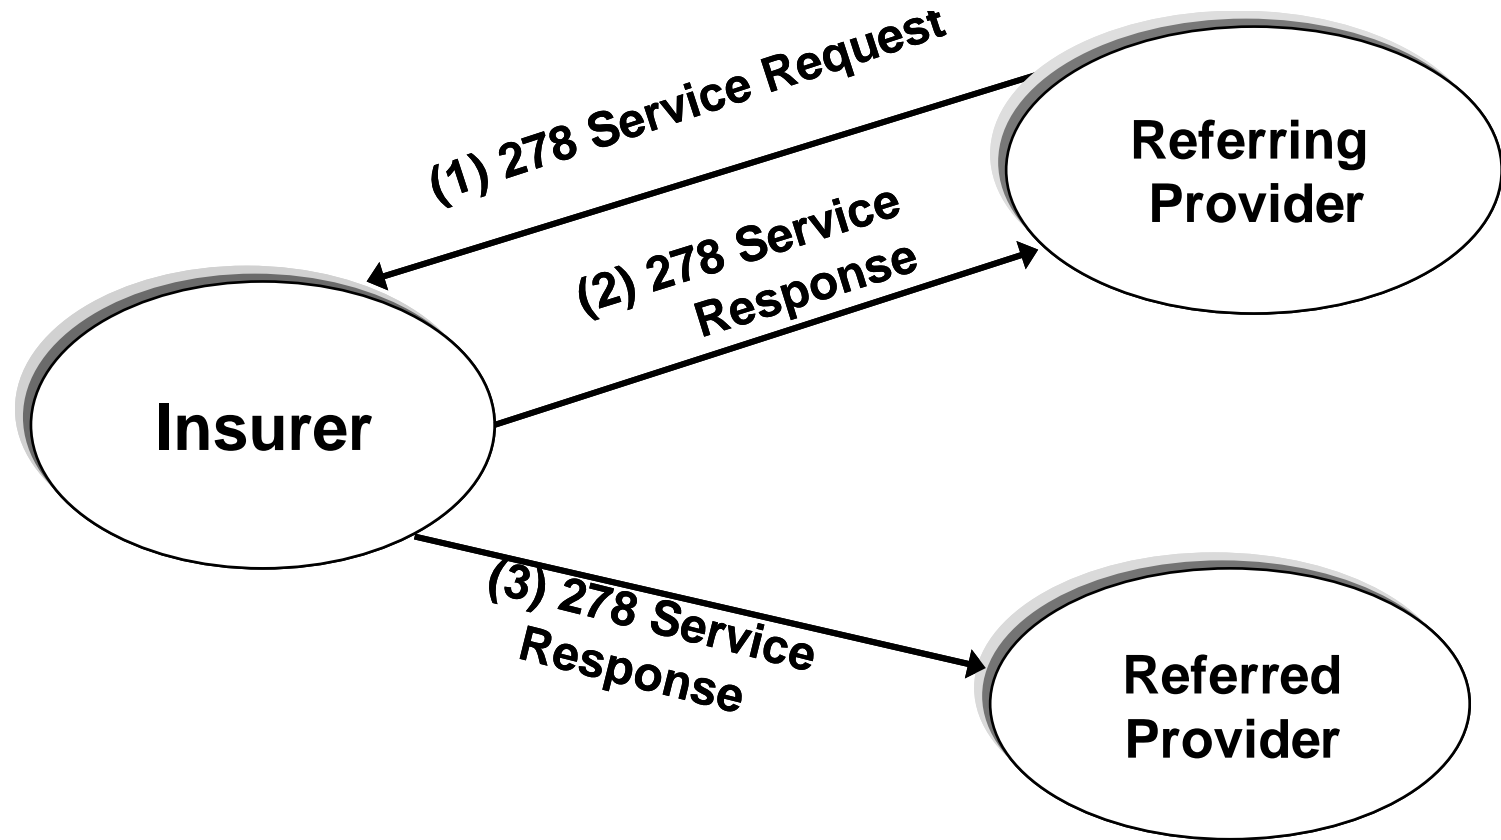 (1) 278 Service Request
Referring
Provider
(2) 278 Service
Response
Insurer
(3) 278 Service
Response
Referred
Provider